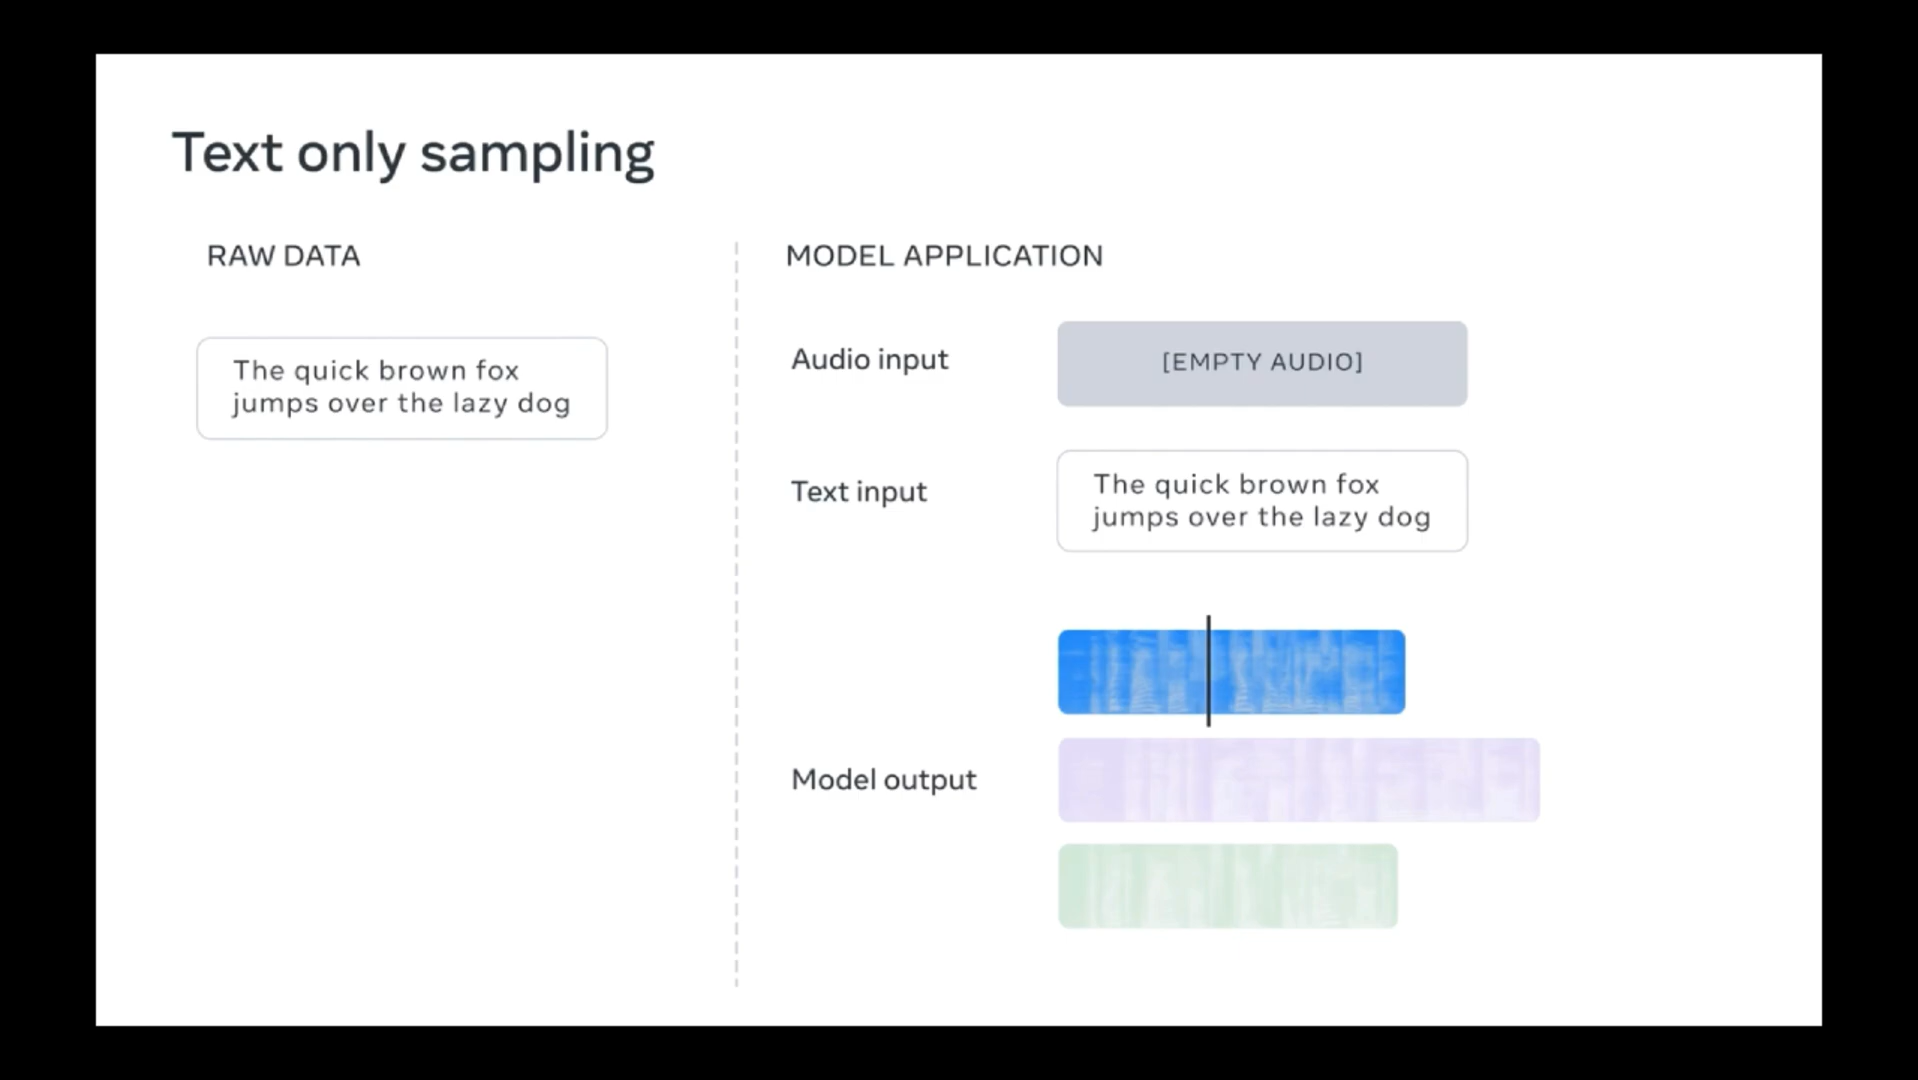 Text only sampling
RAW DATA
The quick brown fox
jumps over the lazy dog
MODEL APPLICATION
Audio input
[EMPTY AUDIO]
Text input
The quick brown fox
jumps over the lazy dog
Model output